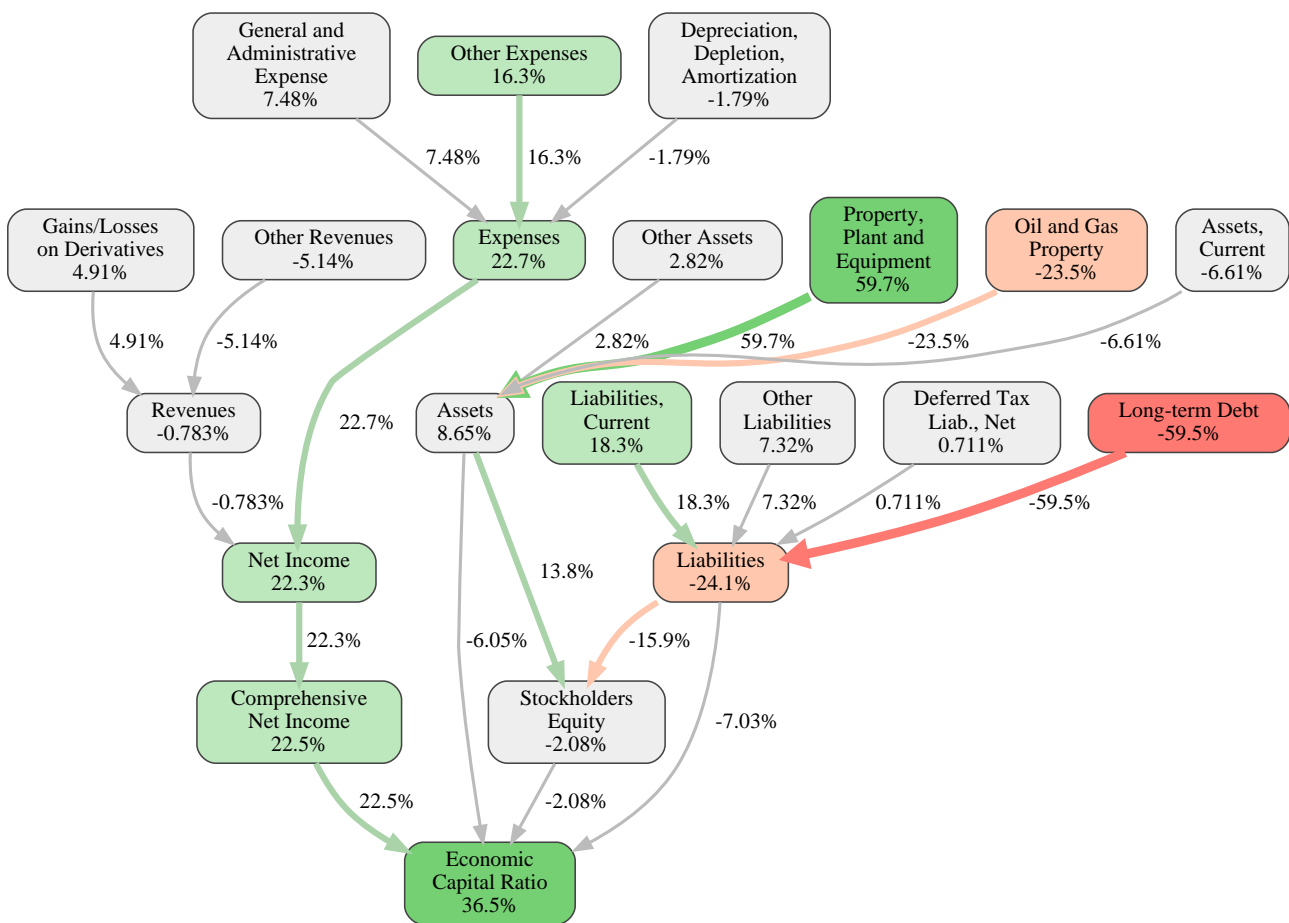 General and
Administrative
Expense
7.48%
Other Expenses
16.3%
Depreciation,
Depletion,
Amortization
-1.79%
7.48%
16.3%
-1.79%
Gains/Losses
on Derivatives
4.91%
Other Revenues
-5.14%
Expenses
22.7%
Other Assets
2.82%
Property,
Plant and
Equipment
59.7%
Oil and Gas
Property
-23.5%
Assets,
Current
-6.61%
4.91%
-5.14%
2.82%
59.7%
-23.5%
-6.61%
Revenues
-0.783%
22.7%
Assets
8.65%
Liabilities,
Current
18.3%
Other
Liabilities
7.32%
Deferred Tax
Liab., Net
0.711%
Long-term Debt
-59.5%
-0.783%
18.3%
7.32%
0.711%
-59.5%
Net Income
22.3%
13.8%
Liabilities
-24.1%
22.3%
-6.05%
-15.9%
Comprehensive
Net Income
22.5%
Stockholders
Equity
-2.08%
-7.03%
22.5%
-2.08%
Economic
Capital Ratio
36.5%